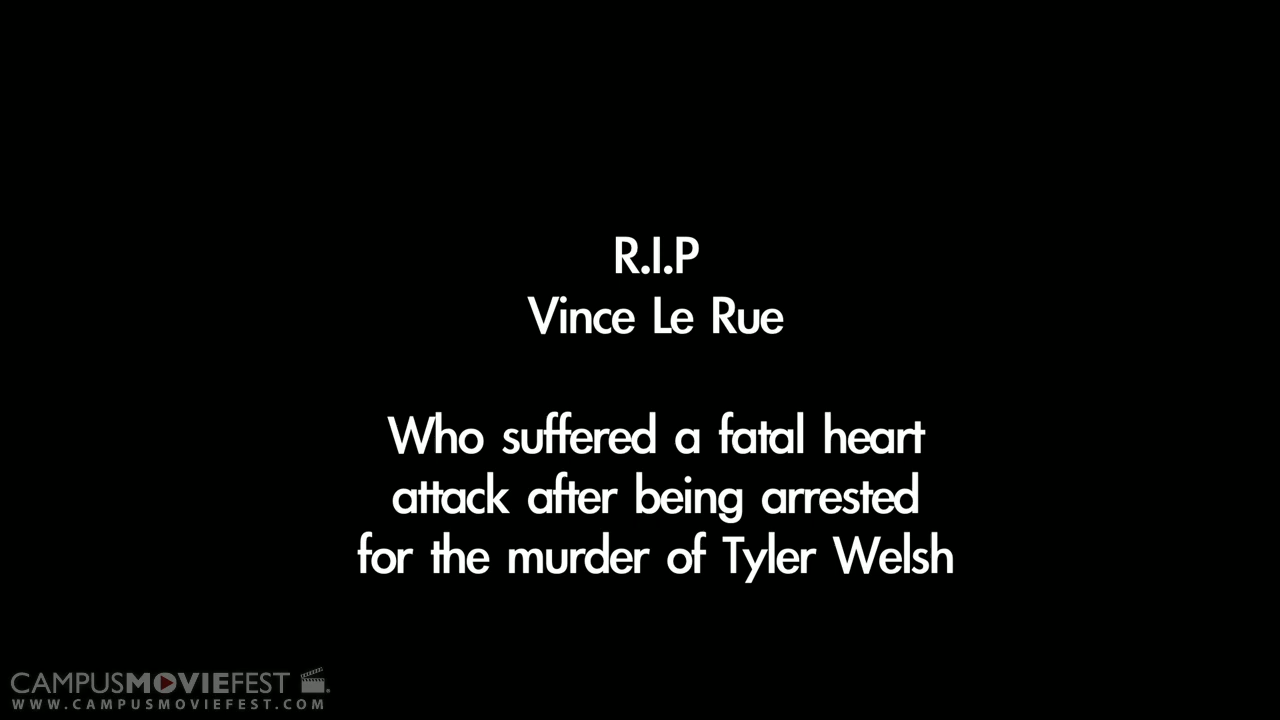 R.I.P
Vince Le Rue
Who suffered a fatal heart
attack after being arrested
for the murder of Tyler Welsh
CAMPUSMOVIEFEST
WWW.CAMPUSMOVIEFEST.COM